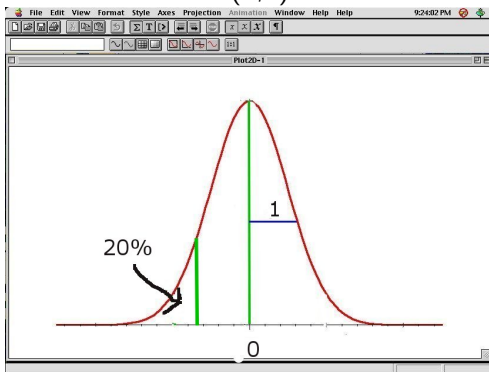 File Edit View Format Style Axes Projection Animation Window Help Help 9:24:02 PM
Σ T x x X ¶
Plot2D-1
1
20%
0